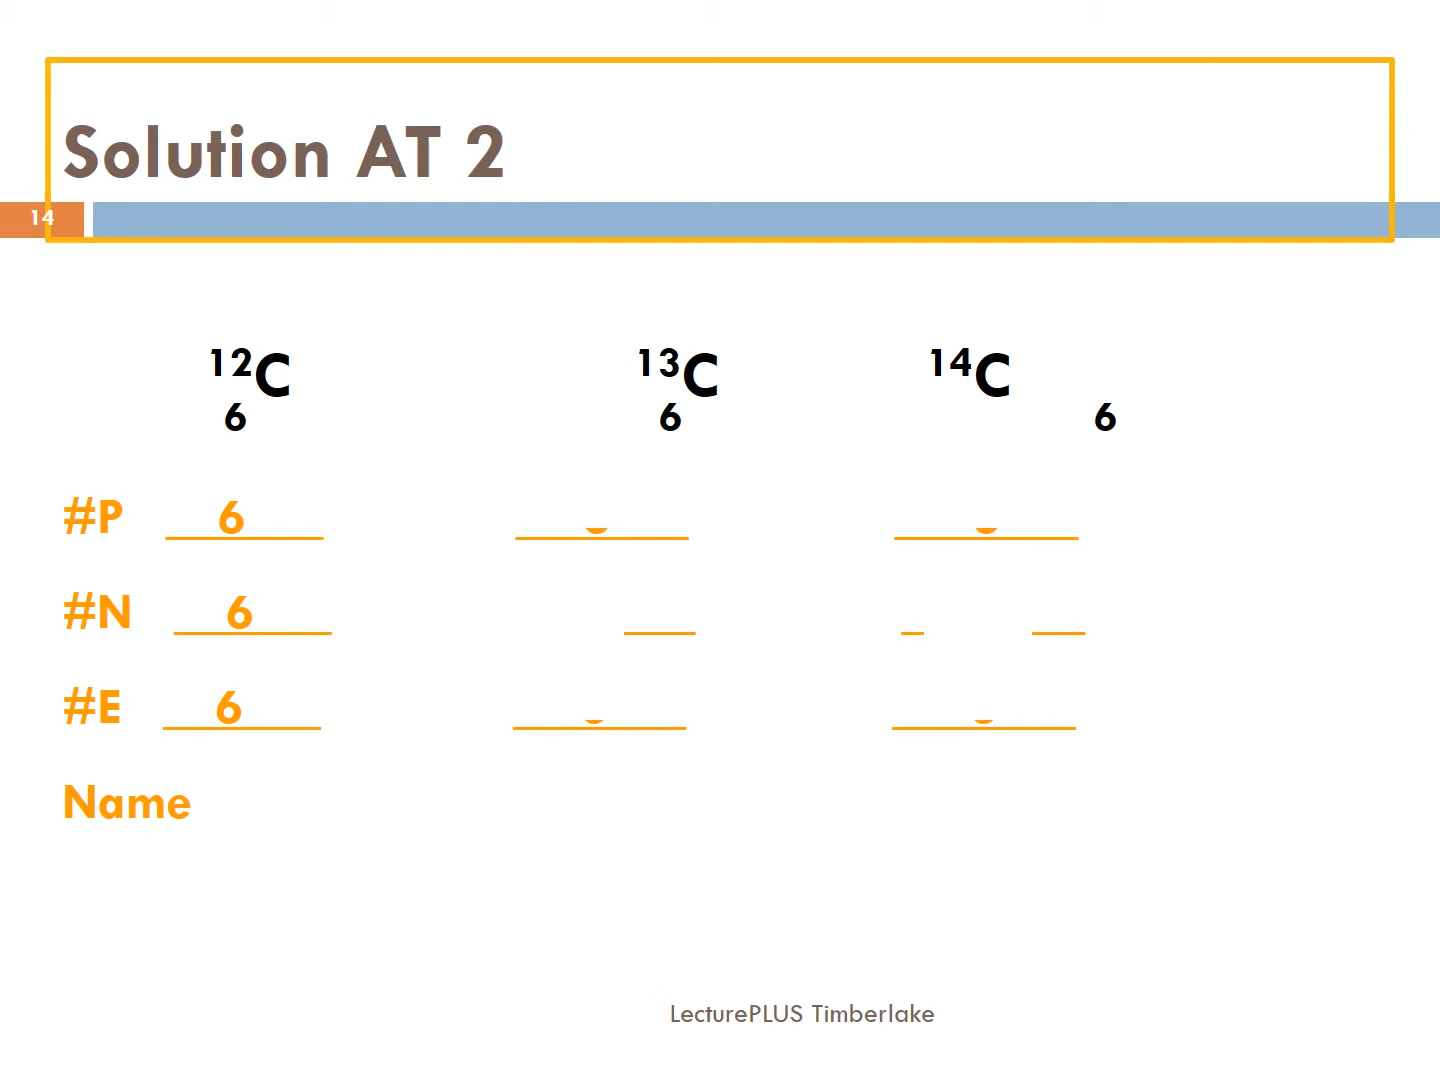 Solution AT 2
14
12C 13C 14C
6 6 6
#P 6
#N 6
#E 6
Name
LecturePLUS Timberlake